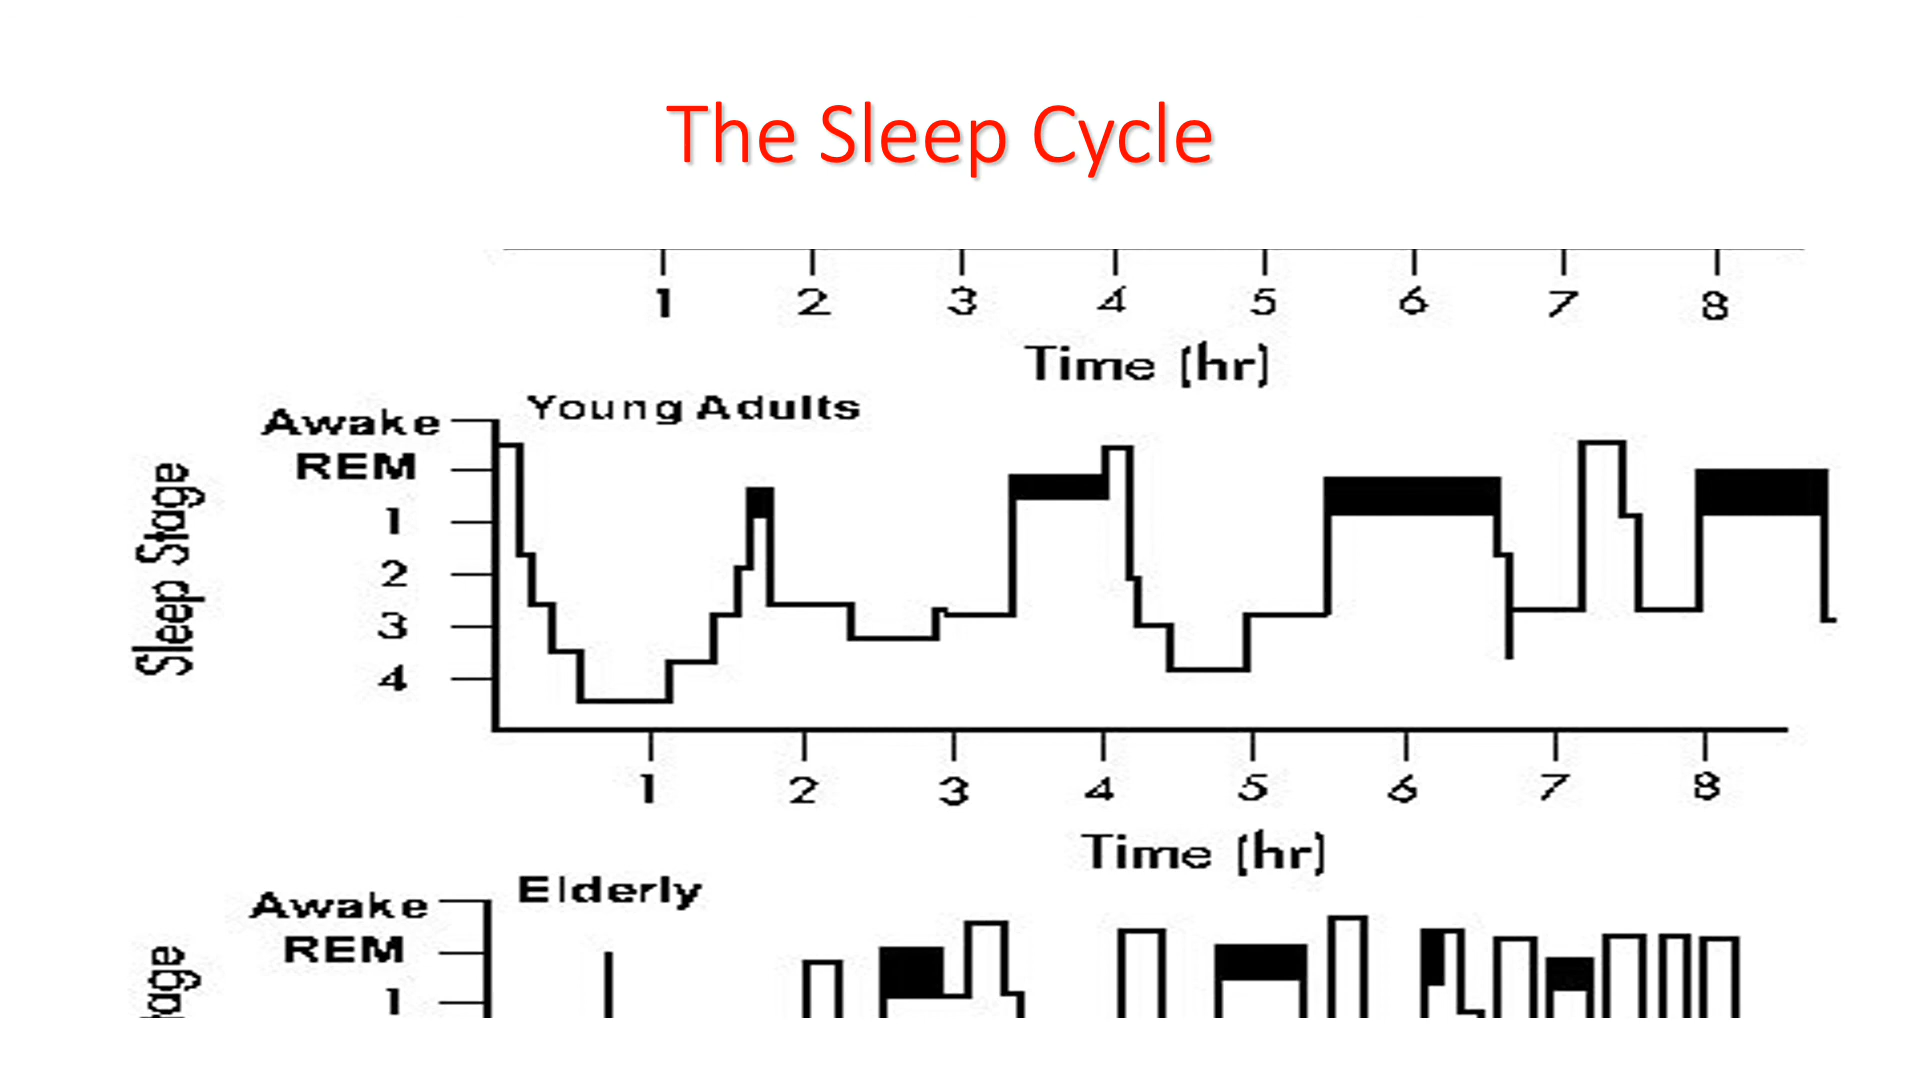 The Sleep Cycle
1 2 3 4 5 6 7 8
Time (hr)
Young Adults
Sleep Stage
Awake
REM
1
2
3
4
1 2 3 4 5 6 7 8
Time (hr)
Elderly
Awake
REM
1